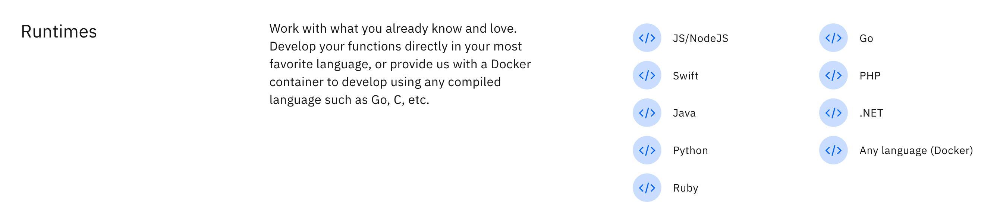 Runtimes
Work with what you already know and love.
Develop your functions directly in your most
favorite language, or provide us with a Docker
container to develop using any compiled
language such as Go, C, etc.
JS/NodeJS
Swift
Java
Python
Ruby
Go
PHP
.NET
Any language (Docker)